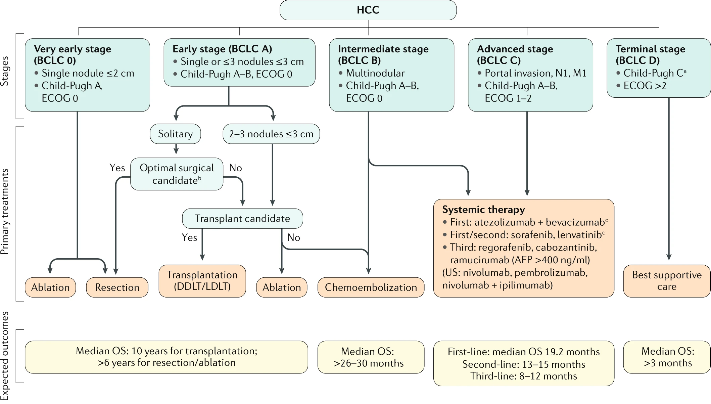 HCC
Stages
Very early stage
(BCLC 0)
• Single nodule ≤2 cm
• Child-Pugh A,
ECOG 0
Early stage (BCLC A)
• Single or ≤3 nodules ≤3 cm
• Child-Pugh A–B, ECOG 0
Intermediate stage
(BCLC B)
• Multinodular
• Child-Pugh A–B,
ECOG 0
Advanced stage
(BCLC C)
• Portal invasion, N1, M1
• Child-Pugh A–B,
ECOG 1–2
Terminal stage
(BCLC D)
• Child-Pugh Cᵃ
• ECOG >2
Primary treatments
Solitary
2–3 nodules ≤3 cm
Yes
Optimal surgical
candidateᵇ
No
Transplant candidate
Yes
No
Ablation
Resection
Transplantation
(DDLT/LDLT)
Ablation
Chemoembolization
Systemic therapy
• First: atezolizumab + bevacizumabᶜ
• First/second: sorafenib, lenvatinibᶜ
• Third: regorafenib, cabozantinib,
ramucirumab (AFP >400 ng/ml)
(US: nivolumab, pembrolizumab,
nivolumab + ipilimumab)
Best supportive
care
Expected outcomes
Median OS: 10 years for transplantation;
>6 years for resection/ablation
Median OS:
>26–30 months
First-line: median OS 19.2 months
Second-line: 13–15 months
Third-line: 8–12 months
Median OS:
>3 months